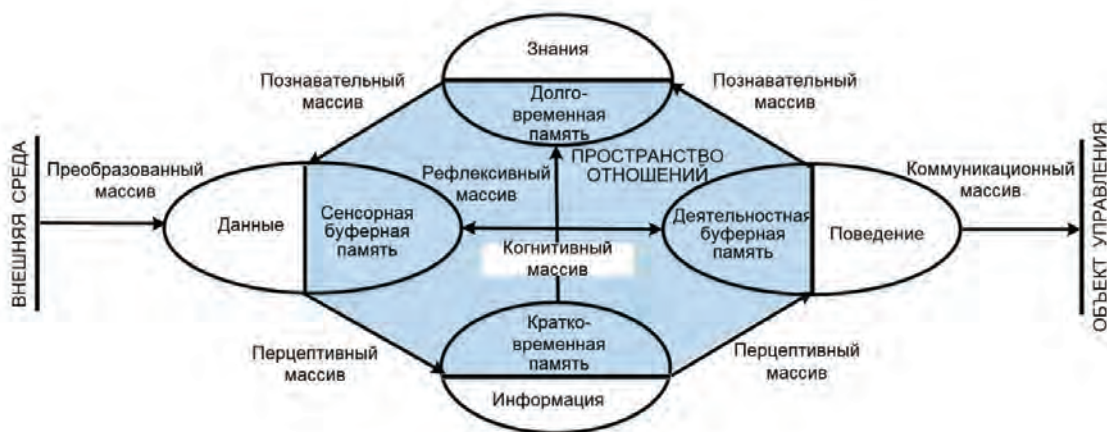 Знания
Познавательный
массив
Долго-
временная
память
Познавательный
массив
ВНЕШНЯЯ СРЕДА
Преобразованный
массив
Рефлексивный
массив
ПРОСТРАНСТВО
ОТНОШЕНИЙ
Коммуникационный
массив
ОБЪЕКТ УПРАВЛЕНИЯ
Данные
Сенсорная
буферная
память
Деятельностная
буферная
память
Поведение
Когнитивный
массив
Кратко-
временная
память
Перцептивный
массив
Перцептивный
массив
Информация